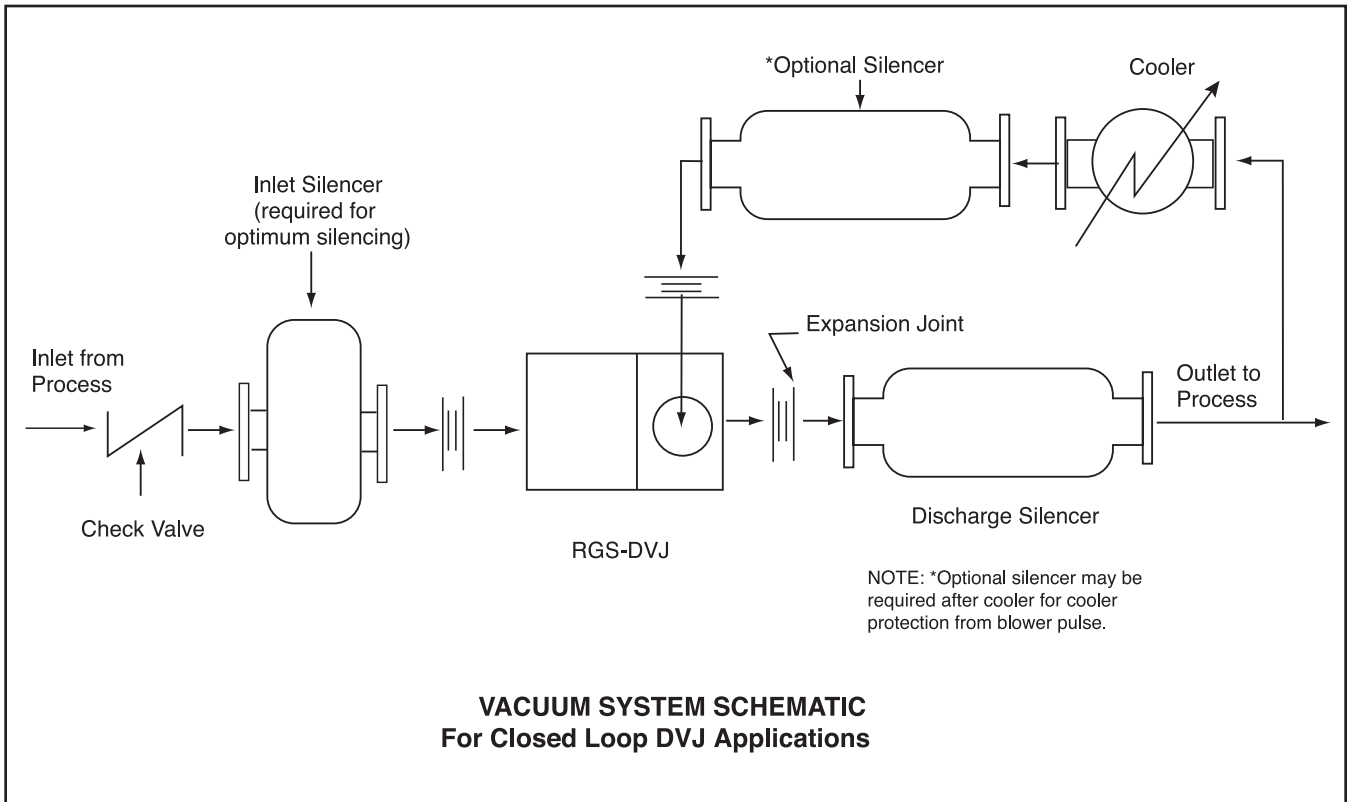 *Optional Silencer
Cooler
Inlet Silencer
(required for
optimum silencing)
Expansion Joint
Inlet from
Process
Outlet to
Process
Check Valve
Discharge Silencer
RGS-DVJ
NOTE: *Optional silencer may be
required after cooler for cooler
protection from blower pulse.
VACUUM SYSTEM SCHEMATIC
For Closed Loop DVJ Applications